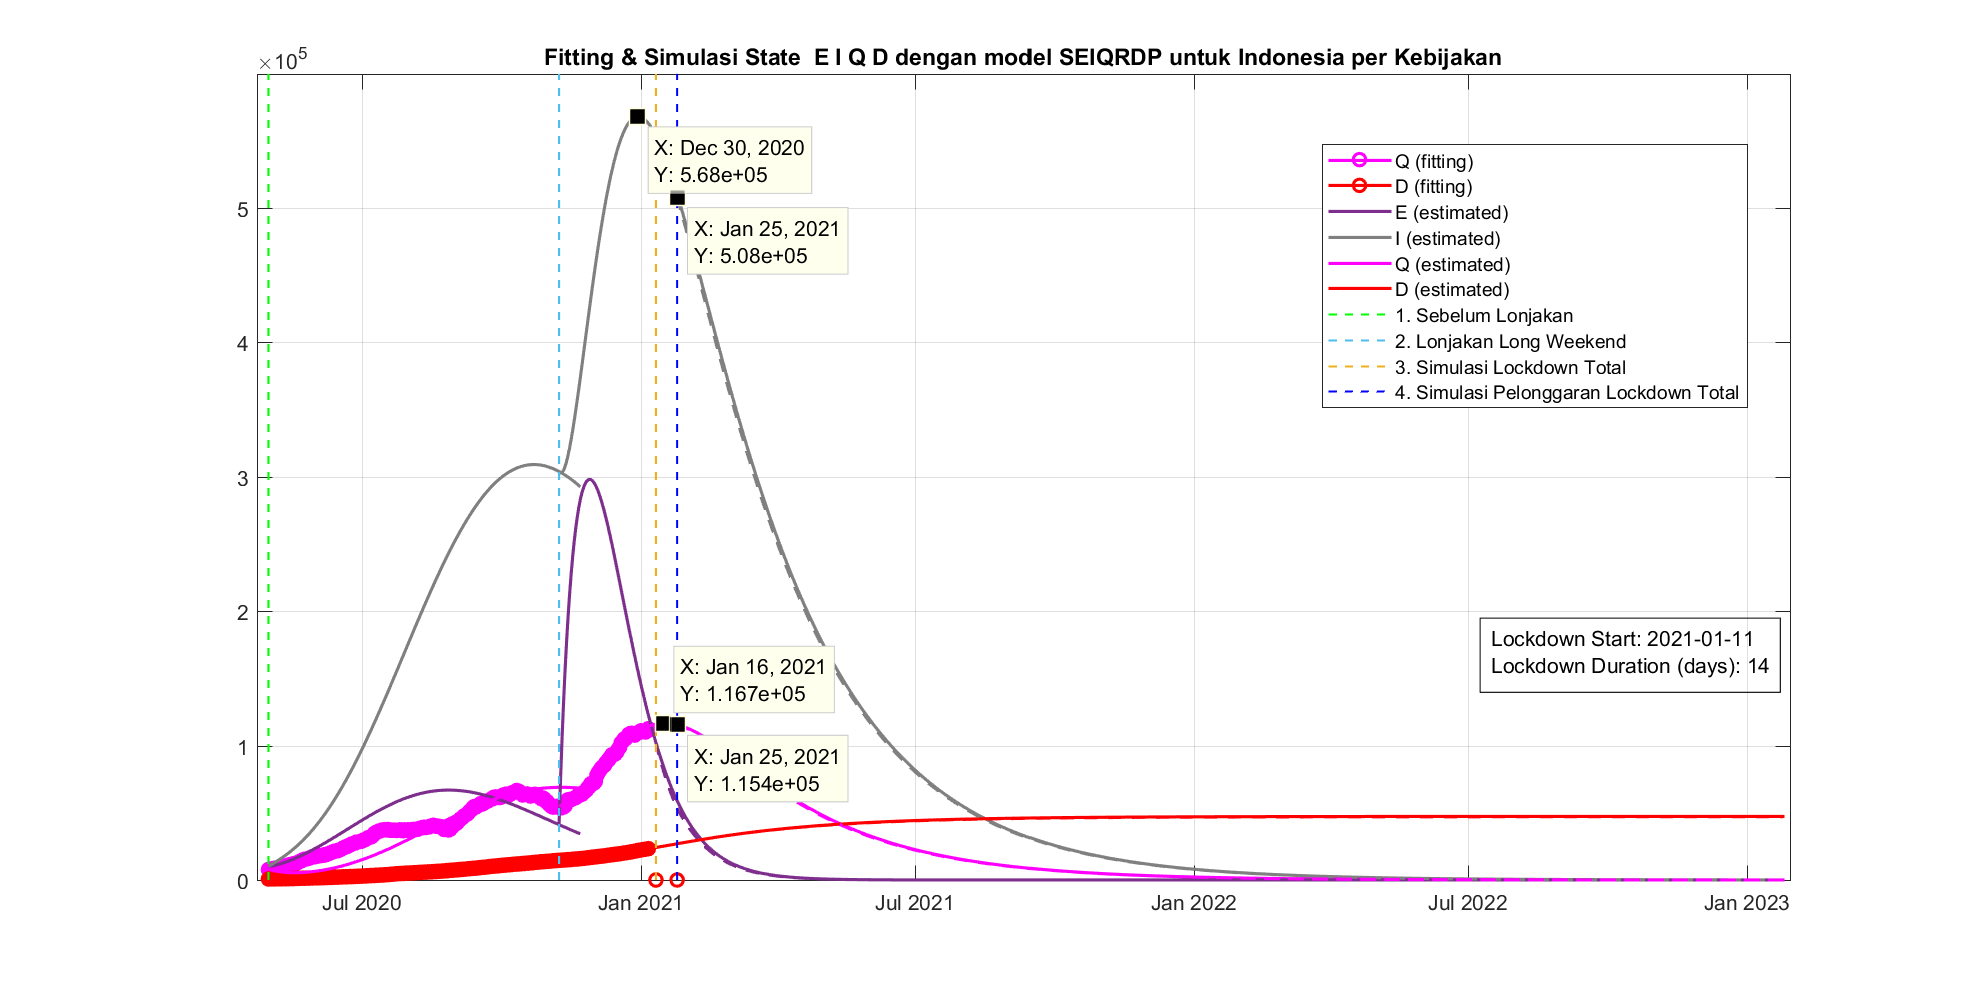 Fitting & Simulasi State  E I Q D dengan model SEIQRDP untuk Indonesia per Kebijakan
×10^5
X: Dec 30, 2020
Y: 5.68e+05
X: Jan 25, 2021
Y: 5.08e+05
Q (fitting)
D (fitting)
E (estimated)
I (estimated)
Q (estimated)
D (estimated)
1. Sebelum Lonjakan
2. Lonjakan Long Weekend
3. Simulasi Lockdown Total
4. Simulasi Pelonggaran Lockdown Total
5
4
3
2
1
0
Lockdown Start: 2021-01-11
Lockdown Duration (days): 14
X: Jan 16, 2021
Y: 1.167e+05
X: Jan 25, 2021
Y: 1.154e+05
Jul 2020
Jan 2021
Jul 2021
Jan 2022
Jul 2022
Jan 2023